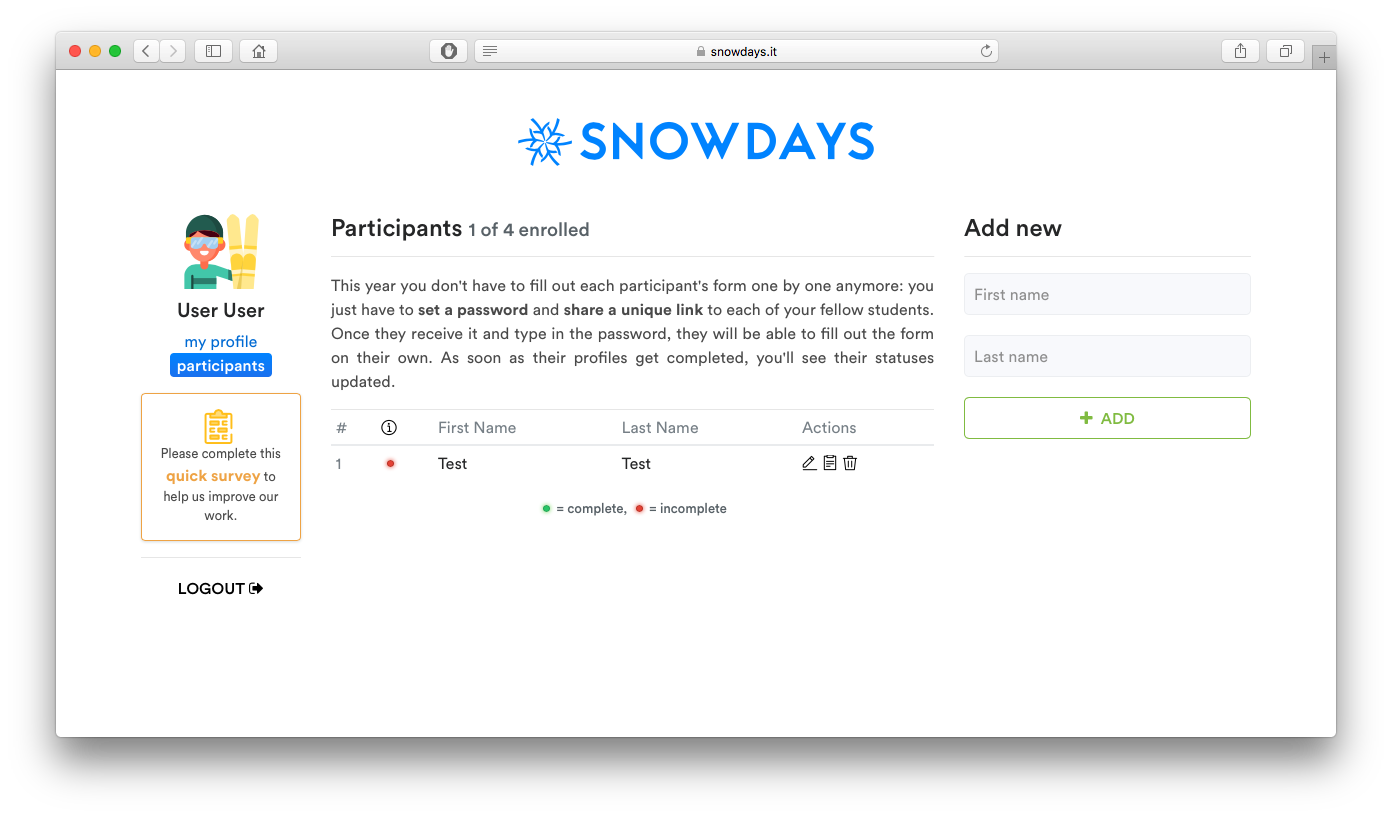 snowdays.it
SNOWDAYS
User User
my profile
participants
Please complete this
quick survey to
help us improve our
work.
LOGOUT
Participants 1 of 4 enrolled
This year you don't have to fill out each participant's form one by one anymore: you
just have to set a password and share a unique link to each of your fellow students.
Once they receive it and type in the password, they will be able to fill out the form
on their own. As soon as their profiles get completed, you'll see their statuses
updated.
# First Name Last Name Actions
1 Test Test
= complete, = incomplete
Add new
First name
Last name
+ ADD